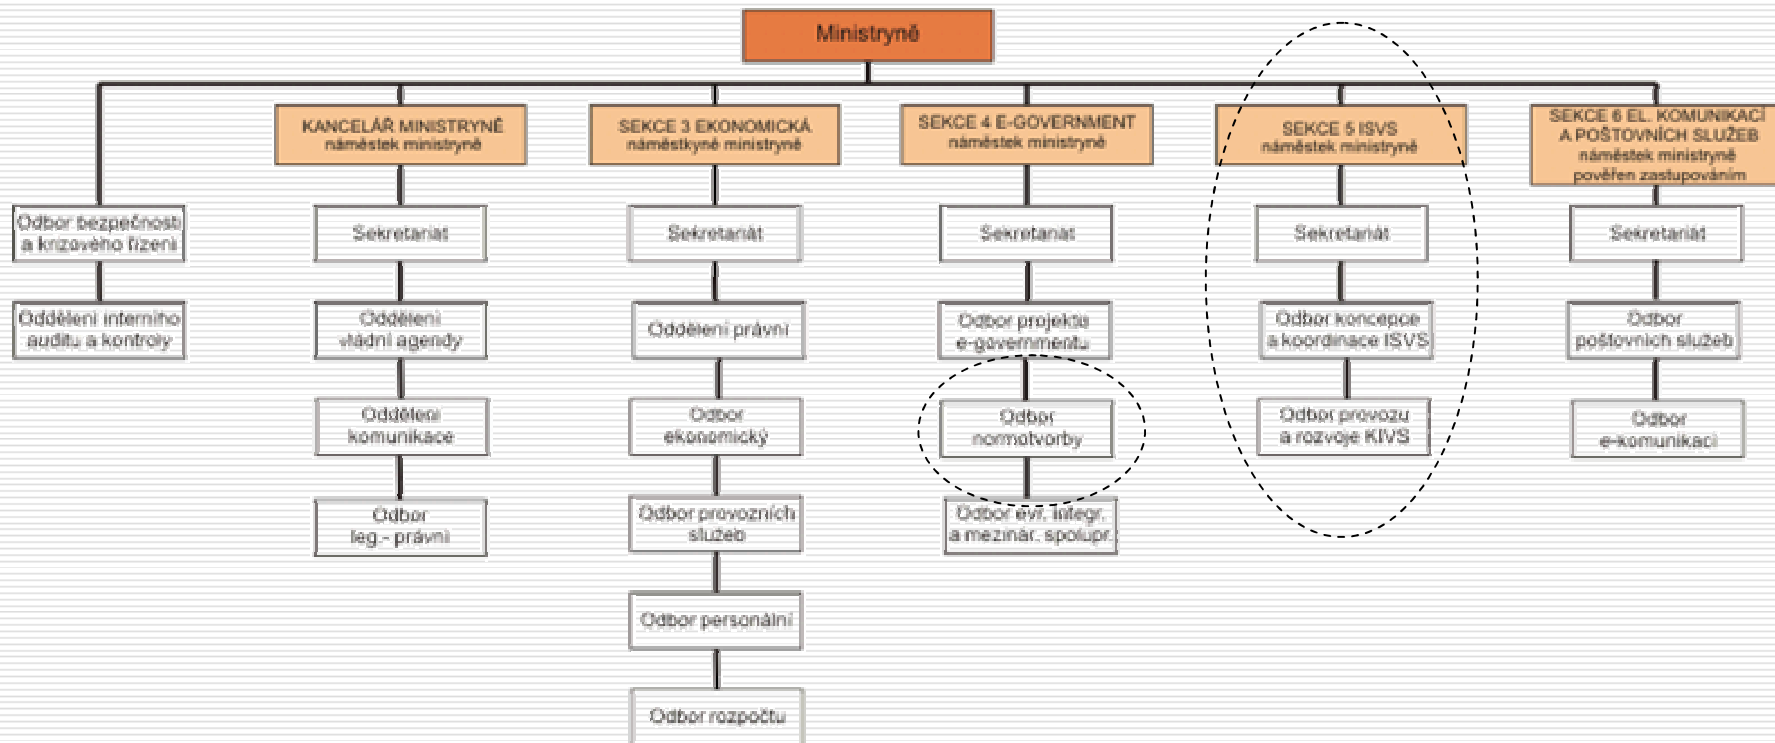 Ministryně
KANCELÁŘ MINISTRYNĚ
náměstek ministryně
SEKCE 3 EKONOMICKÁ
náměstkyně ministryně
SEKCE 4 E-GOVERNMENT
náměstek ministryně
SEKCE 5 ISVS
náměstek ministryně
SEKCE 6 EL. KOMUNIKACÍ
A POŠTOVNÍCH SLUŽEB
náměstek ministryně
pověřen zastupováním
Odbor bezpečnosti
a krizového řízení
Oddělení interního
auditu a kontroly
Sekretariát
Oddělení
vládní agendy
Oddělení
komunikace
Odbor
leg.- právní
Sekretariát
Oddělení právní
Odbor
ekonomický
Odbor provozních
služeb
Odbor personální
Odbor rozpočtu
Sekretariát
Odbor projektů
e-governmentu
Odbor
normotvorby
Odbor evr. integr.
a mezinár. spolupr.
Sekretariát
Odbor koncepce
a koordinace ISVS
Odbor provozu
a rozvoje KIVS
Sekretariát
Odbor
poštovních služeb
Odbor
e-komunikací